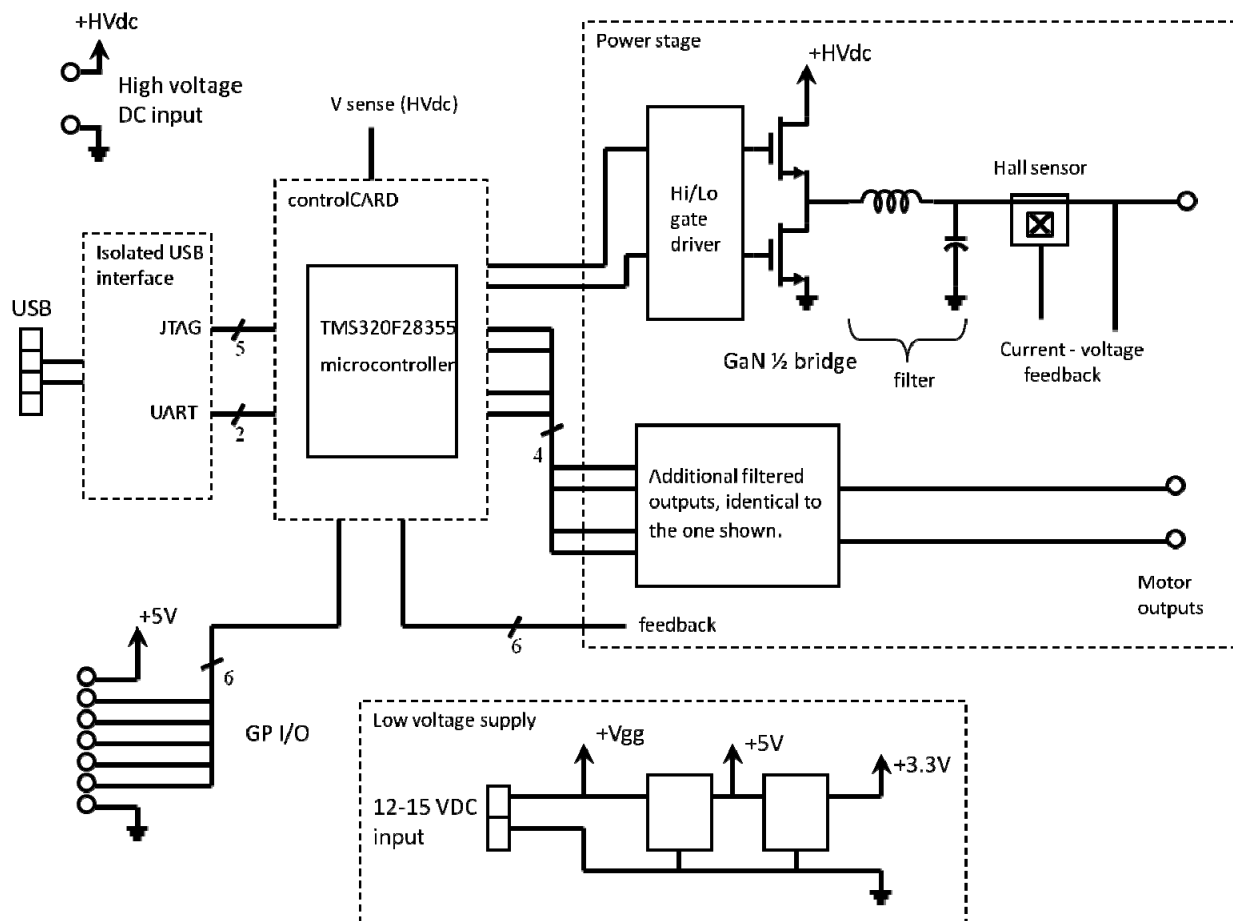 +HVdc
High voltage
DC input
V sense (HVdc)
controlCARD
TMS320F28355
microcontroller
Isolated USB
interface
USB
JTAG
5
UART
2
Power stage
+HVdc
Hi/Lo
gate
driver
GaN ½ bridge
filter
Hall sensor
Current - voltage
feedback
4
Additional filtered
outputs, identical to
the one shown.
Motor
outputs
feedback
6
+5V
6
GP I/O
Low voltage supply
+Vgg
+5V
+3.3V
12-15 VDC
input